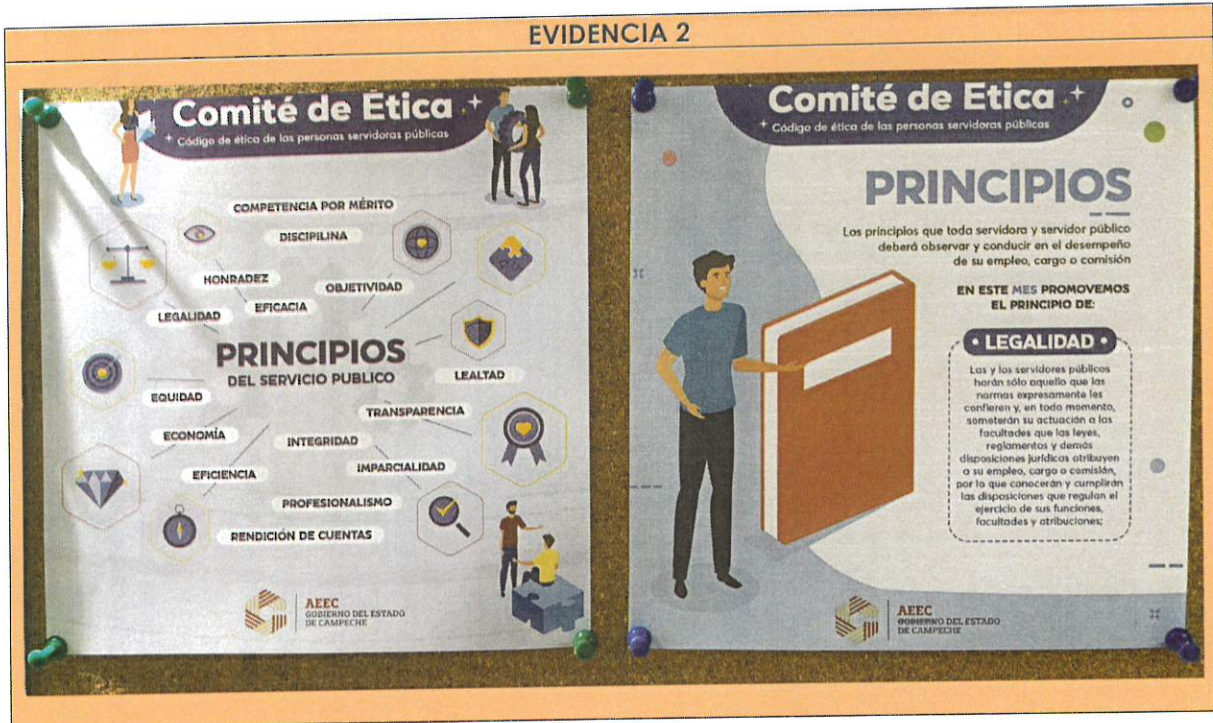 EVIDENCIA 2
Comité de Ética
Código de ética de las personas servidoras públicas
COMPETENCIA POR MÉRITO
DISCIPILINA
HONRADEZ
OBJETIVIDAD
LEGALIDAD
EFICACIA
PRINCIPIOS
DEL SERVICIO PUBLICO
LEALTAD
EQUIDAD
TRANSPARENCIA
ECONOMÍA
INTEGRIDAD
EFICIENCIA
IMPARCIALIDAD
PROFESIONALISMO
RENDICIÓN DE CUENTAS
AEEC
GOBIERNO DEL ESTADO
DE CAMPECHE
Comité de Etica
Código de ética de las personas servidoras públicas
PRINCIPIOS
Los principios que toda servidora y servidor público
deberá observar y conducir en el desempeño
de su empleo, cargo o comisión
EN ESTE MES PROMOVEMOS
EL PRINCIPIO DE:
• LEGALIDAD •
Las y los servidores públicos
harán sólo aquello que las
normas expresamente les
confieren y, en todo momento,
someterán su actuación a las
facultades que las leyes,
reglamentos y demás
disposiciones jurídicas atribuyen
a su empleo, cargo o comisión,
por lo que conocerán y cumplirán
las disposiciones que regulan el
ejercicio de sus funciones,
facultades y atribuciones;
AEEC
GOBIERNO DEL ESTADO
DE CAMPECHE